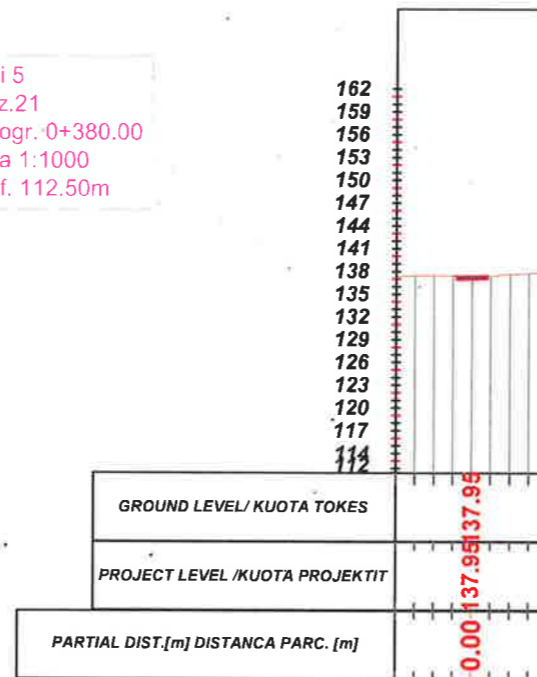 i 5
z.21
ogr. 0+380.00
a 1:1000
f. 112.50m
162
159
156
153
150
147
144
141
138
135
132
129
126
123
120
117
114
112
GROUND LEVEL/ KUOTA TOKES
137.95
PROJECT LEVEL /KUOTA PROJEKTIT
137.95
PARTIAL DIST.[m] DISTANCA PARC. [m]
0.00